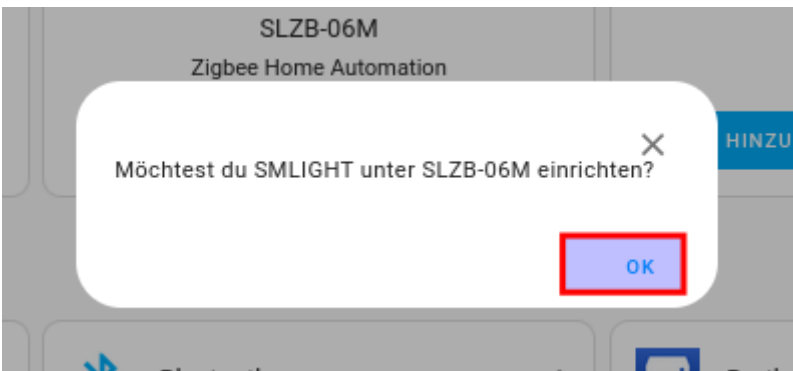 SLZB-06M
Zigbee Home Automation
HINZU
Möchtest du SMLIGHT unter SLZB-06M einrichten?
OK